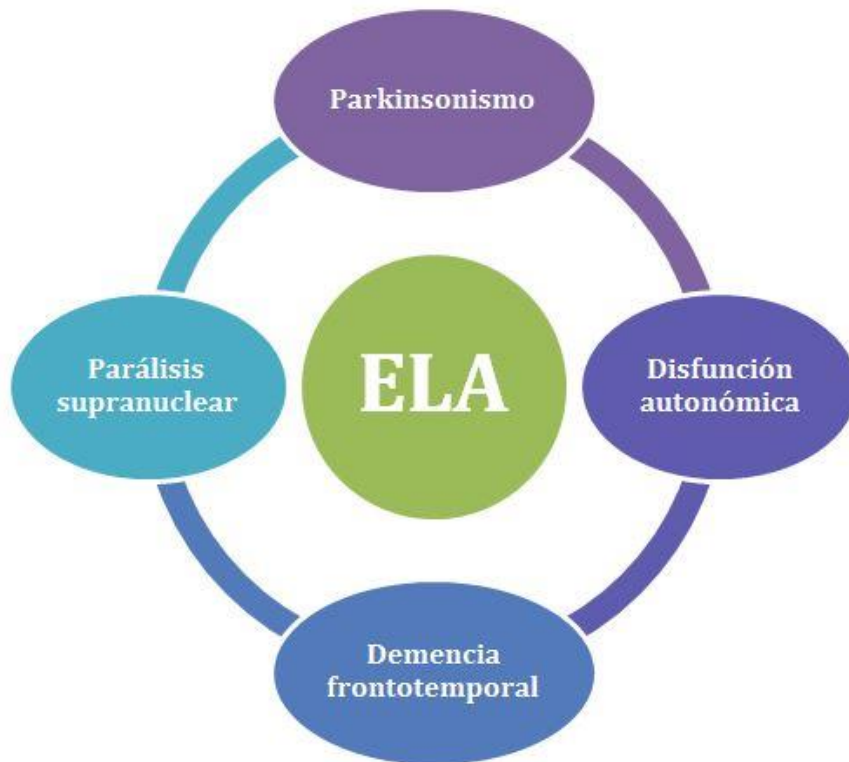 Parkinsonismo
Parálisis
supranuclear
ELA
Disfunción
autonómica
Demencia
frontotemporal